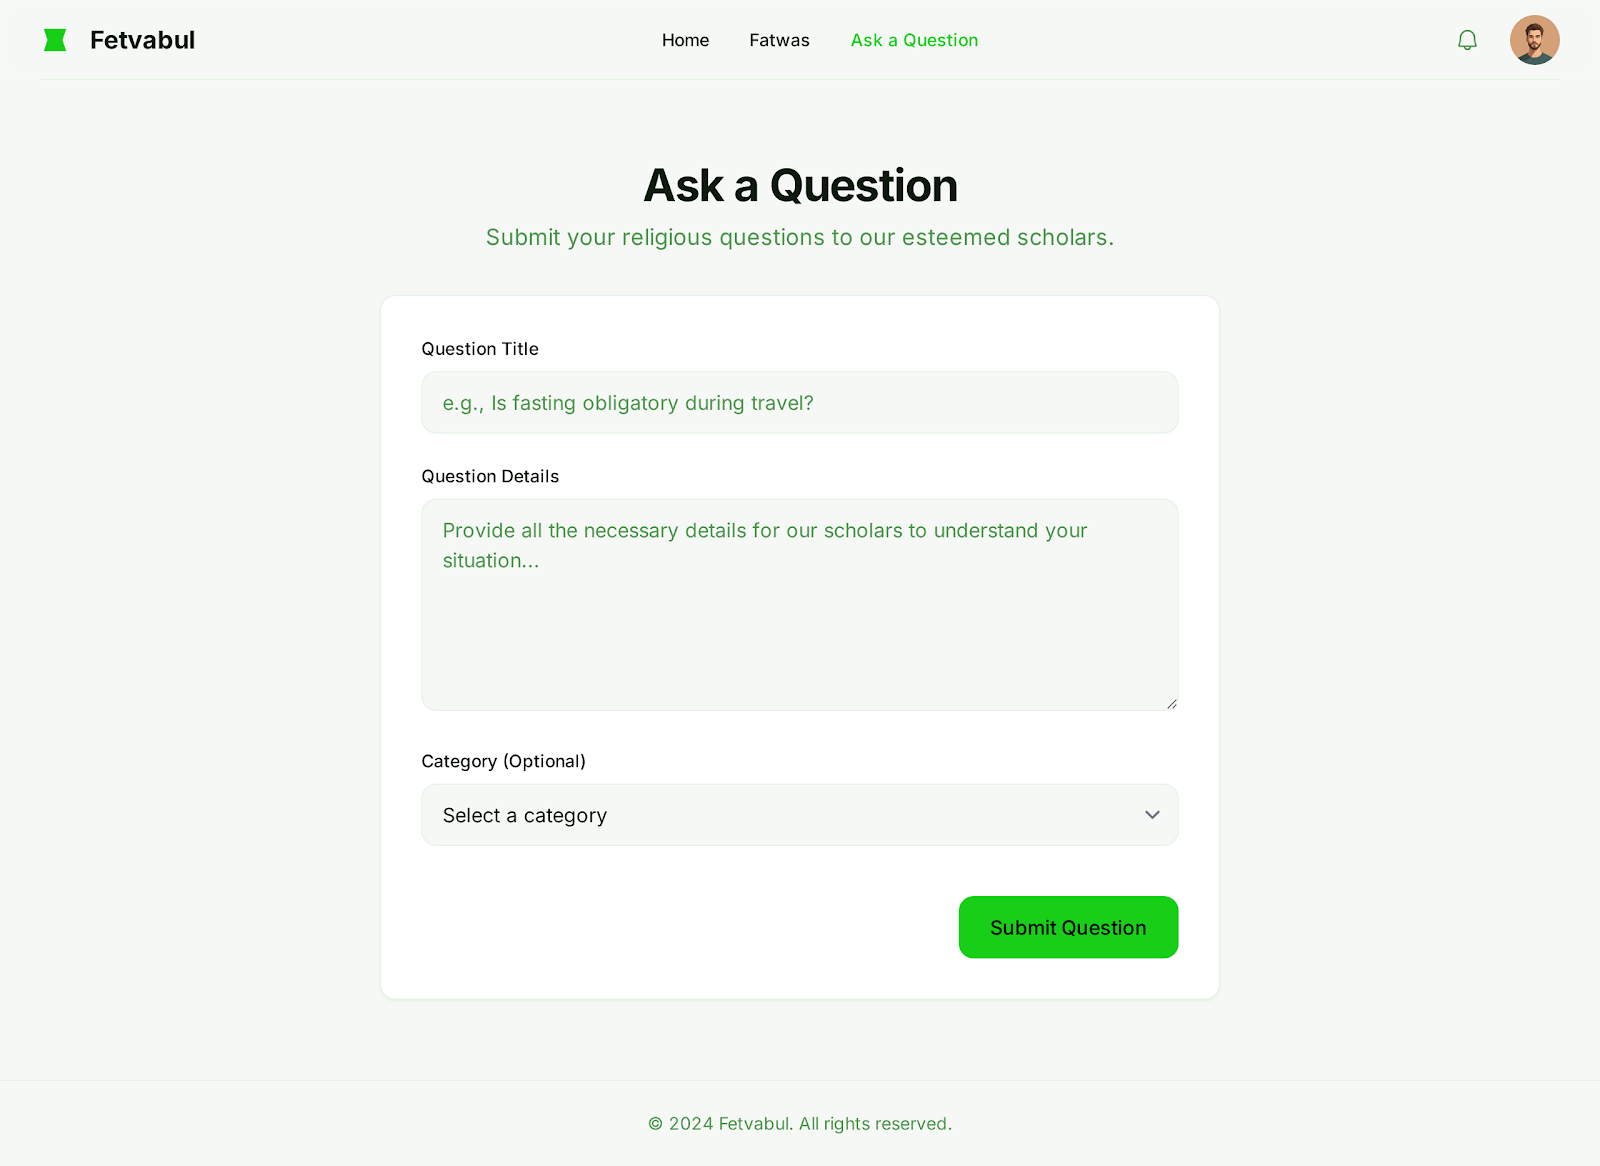 Fetvabul
Home
Fatwas
Ask a Question
Ask a Question
Submit your religious questions to our esteemed scholars.
Question Title
e.g., Is fasting obligatory during travel?
Question Details
Provide all the necessary details for our scholars to understand your
situation...
Category (Optional)
Select a category
Submit Question
© 2024 Fetvabul. All rights reserved.